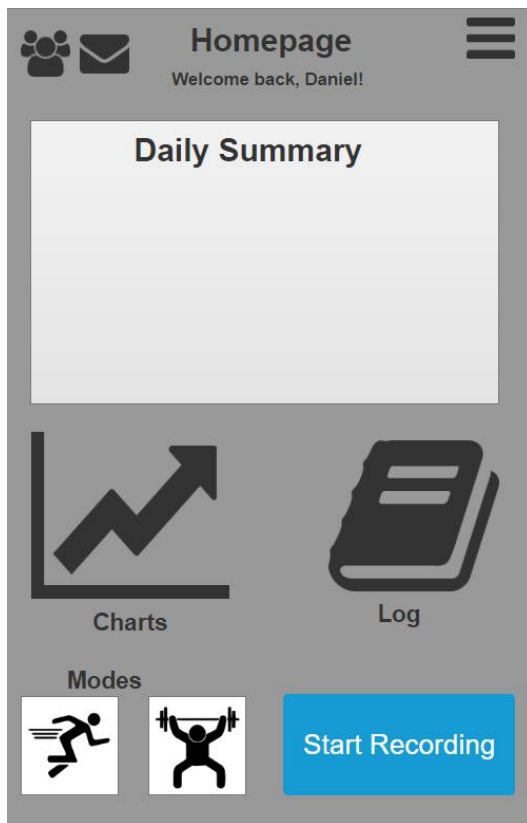 Homepage
Welcome back, Daniel!
Daily Summary
Charts
Log
Modes
Start Recording